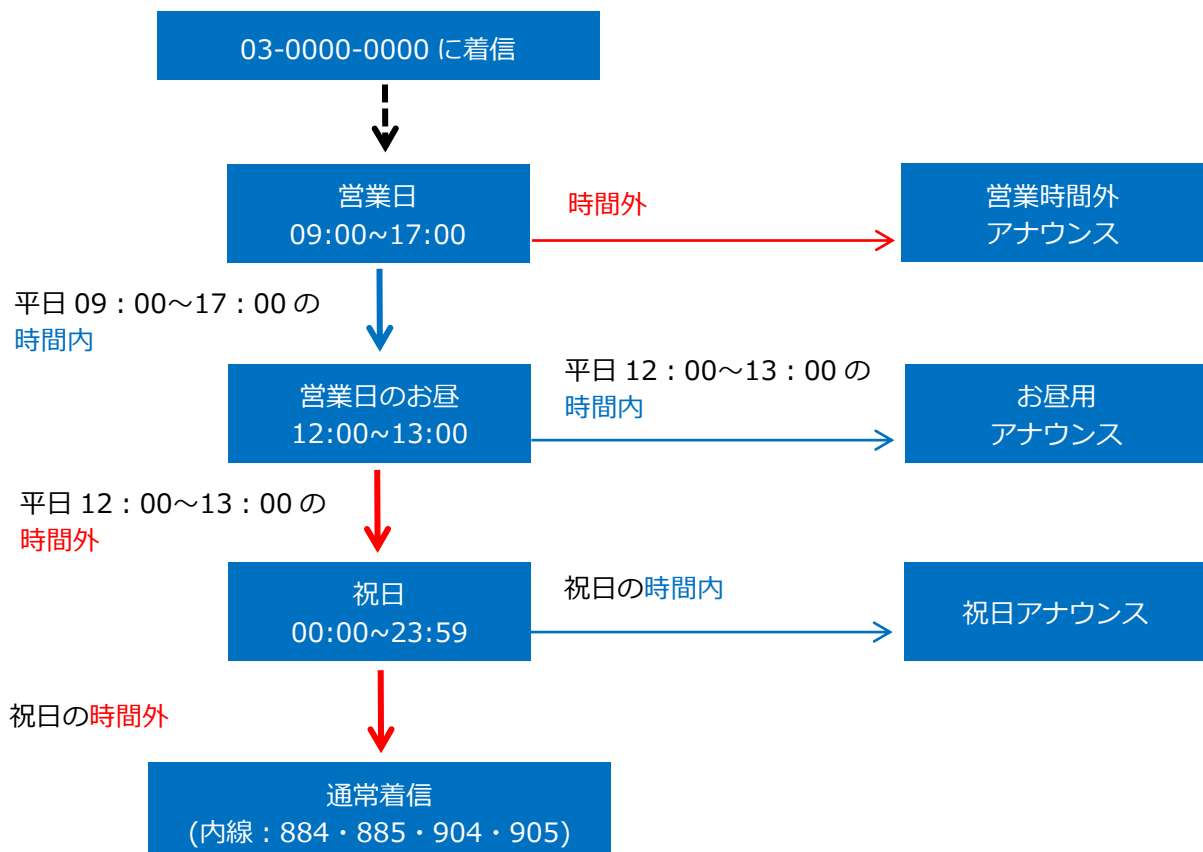 03-0000-0000 に着信
営業日
09:00~17:00
時間外
営業時間外
アナウンス
平日 09：00～17：00 の
時間内
営業日のお昼
12:00~13:00
平日 12：00～13：00 の
時間内
お昼用
アナウンス
平日 12：00～13：00 の
時間外
祝日
00:00~23:59
祝日の時間内
祝日アナウンス
祝日の時間外
通常着信
(内線：884・885・904・905)